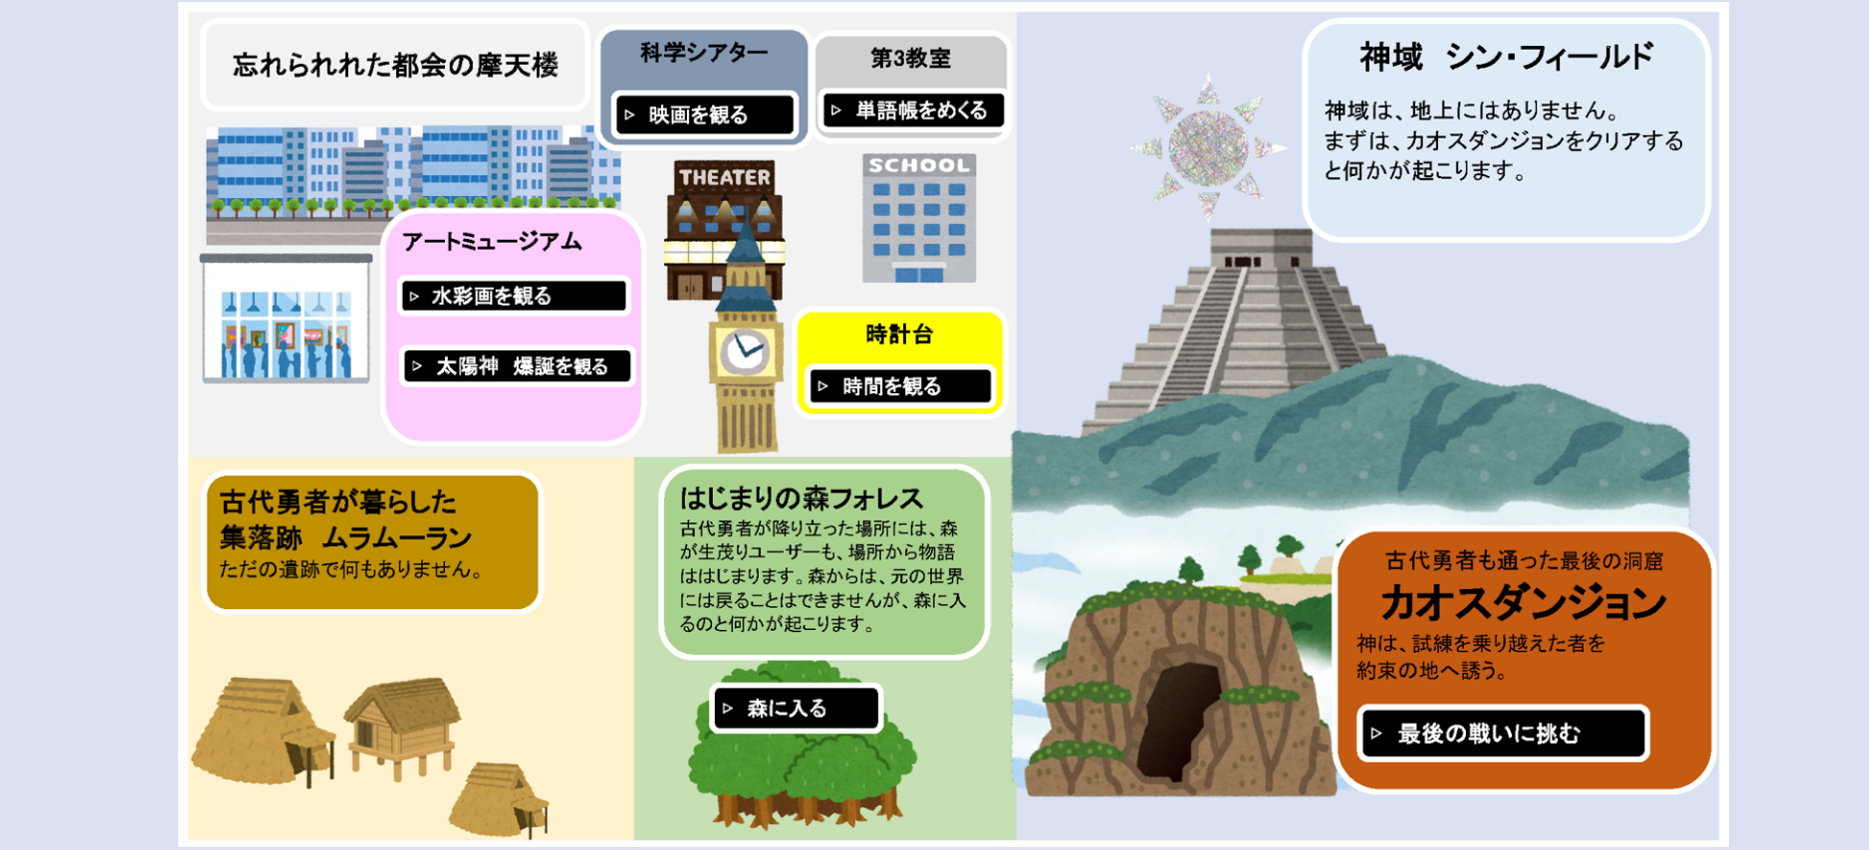 忘れられれた都会の摩天楼
科学シアター
▷ 映画を観る
第3教室
▷ 単語帳をめくる
THEATER
SCHOOL
アートミュージアム
▷ 水彩画を観る
▷ 太陽神 爆誕を観る
時計台
▷ 時間を観る
神域 シン・フィールド
神域は、地上にはありません。
まずは、カオスダンジョンをクリアする
と何かが起こります。
古代勇者が暮らした
集落跡 ムラムーラン
ただの遺跡で何もありません。
はじまりの森フォレス
古代勇者が降り立った場所には、森
が生茂りユーザーも、場所から物語
ははじまります。森からは、元の世界
には戻ることはできませんが、森に入
るのと何かが起こります。
▷ 森に入る
古代勇者も通った最後の洞窟
カオスダンジョン
神は、試練を乗り越えた者を
約束の地へ誘う。
▷ 最後の戦いに挑む